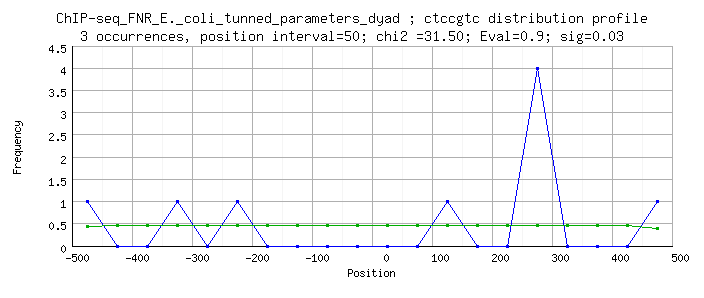 ChIP-seq_FNR_E._coli_tunned_parameters_dyad ; ctccgtc distribution profile
3 occurrences, position interval=50; chi2 =31.50; Eval=0.9; sig=0.03
4.5
4
3.5
3
2.5
2
1.5
1
0.5
0
Frequency
-500 -400 -300 -200 -100 0 100 200 300 400 500
Position